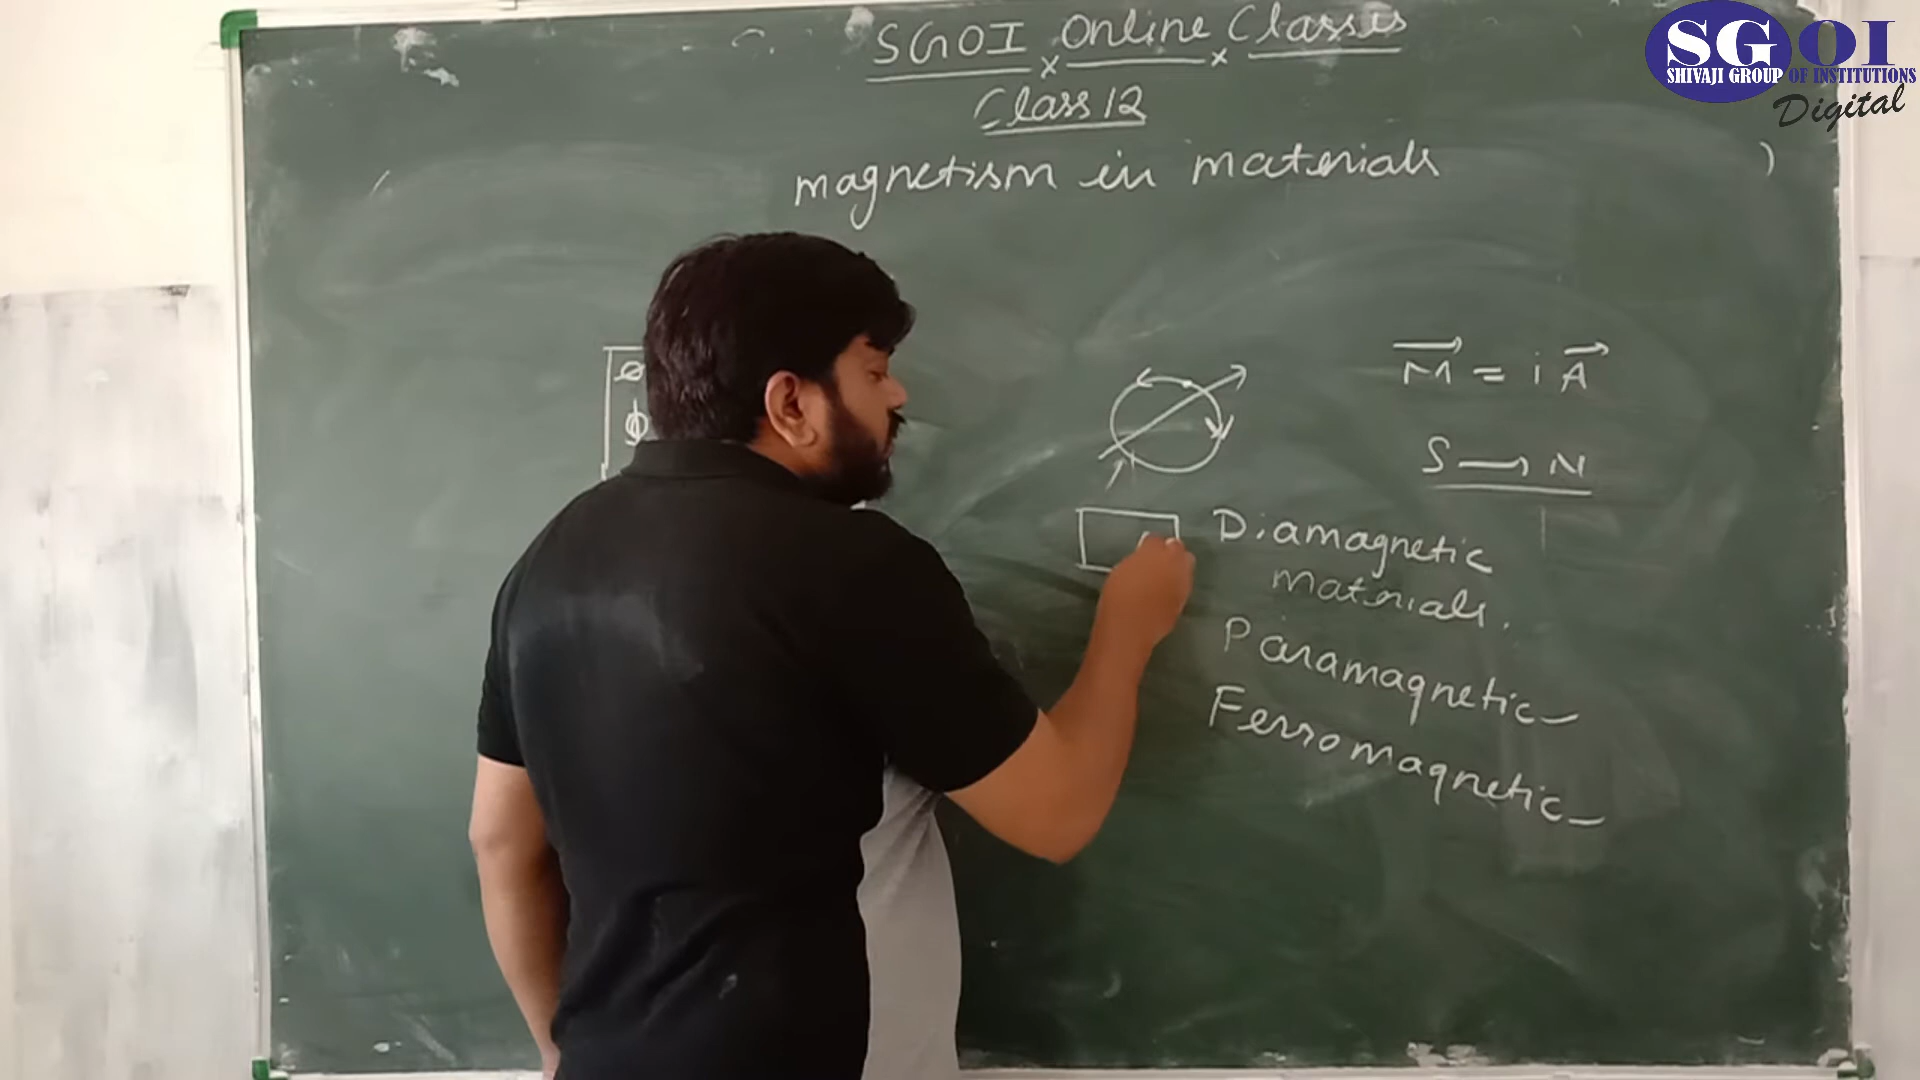 SGOI
SHIVAJI GROUP OF INSTITUTIONS
Digital
SGOI x Online x Classes
Class 12
magnetism in materials
M = i A
S → N
Diamagnetic
materials.
Paramagnetic
Ferromagnetic